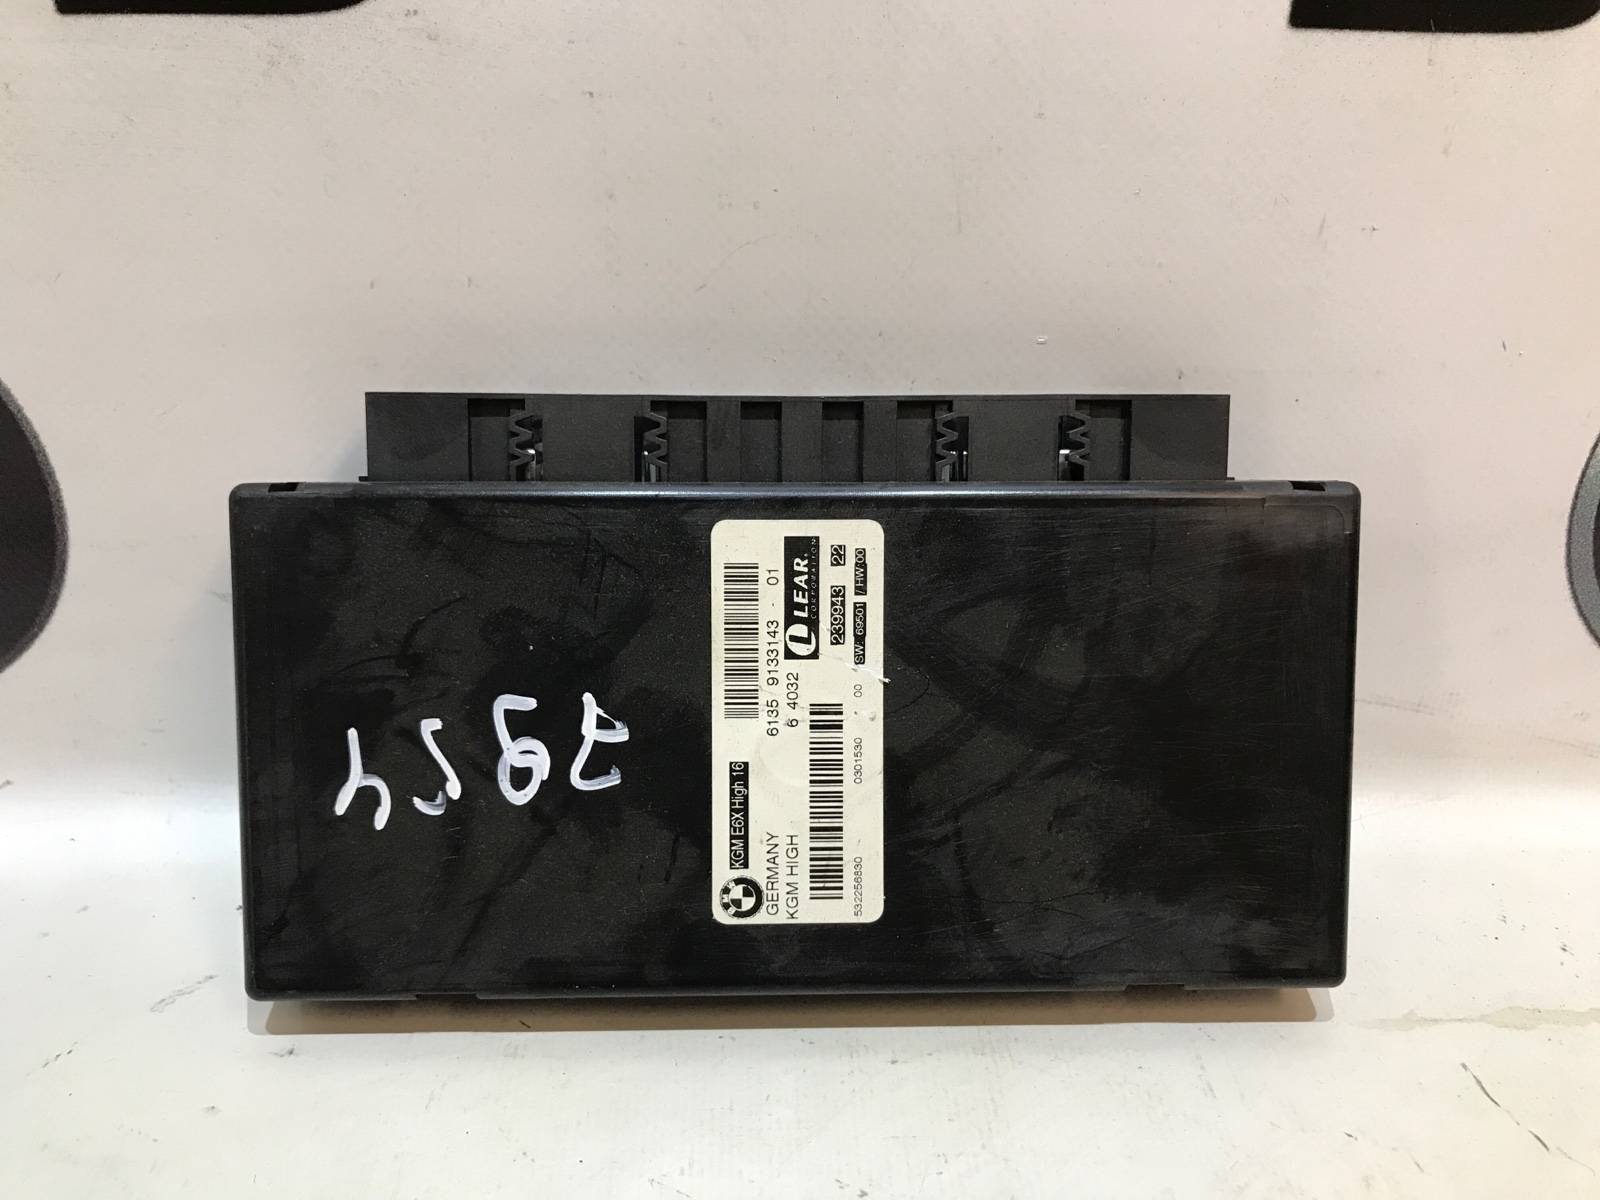 KGM E6X High 16
GERMANY
6135 9133143 - 01
KGM HIGH
6 4032
LEAR
CORPORATION
239943 22
532256830 0301530 00 SW: 69501 / HW:00